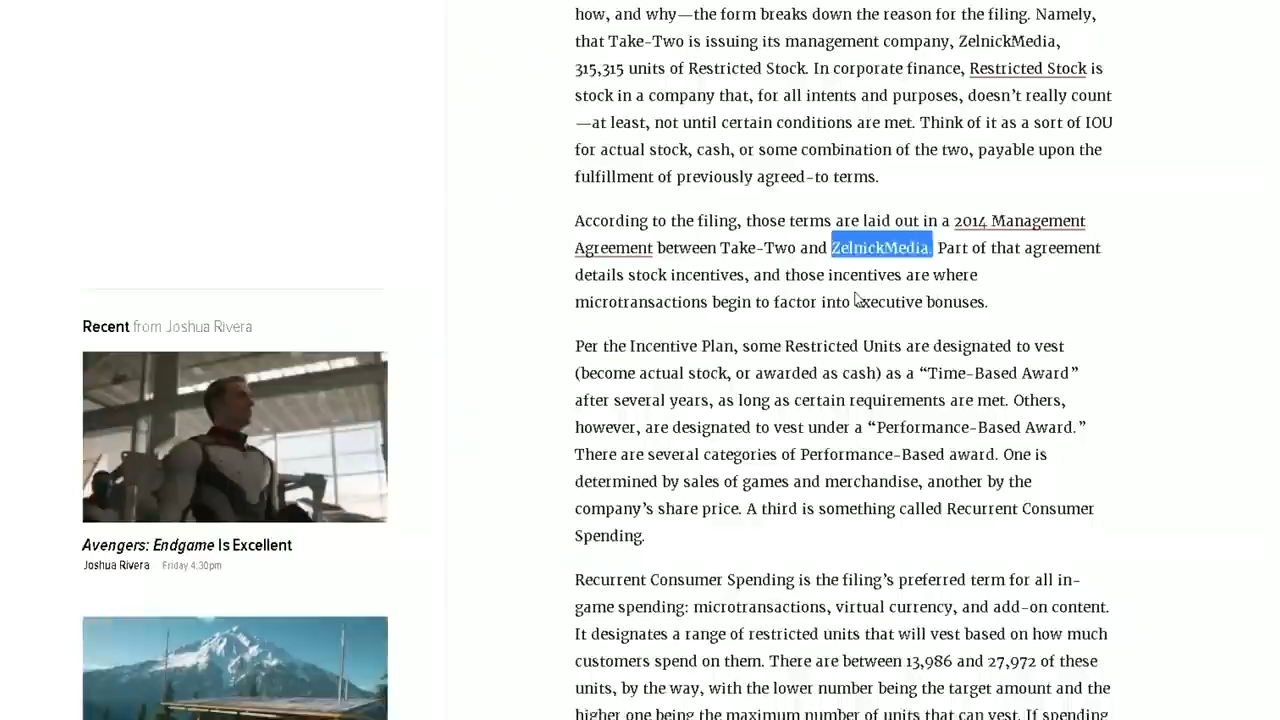 how, and why—the form breaks down the reason for the filing. Namely,
that Take-Two is issuing its management company, ZelnickMedia,
315,315 units of Restricted Stock. In corporate finance, Restricted Stock is
stock in a company that, for all intents and purposes, doesn’t really count
—at least, not until certain conditions are met. Think of it as a sort of IOU
for actual stock, cash, or some combination of the two, payable upon the
fulfillment of previously agreed-to terms.
According to the filing, those terms are laid out in a 2014 Management
Agreement between Take-Two and ZelnickMedia. Part of that agreement
details stock incentives, and those incentives are where
microtransactions begin to factor into executive bonuses.
Per the Incentive Plan, some Restricted Units are designated to vest
(become actual stock, or awarded as cash) as a “Time-Based Award”
after several years, as long as certain requirements are met. Others,
however, are designated to vest under a “Performance-Based Award.”
There are several categories of Performance-Based award. One is
determined by sales of games and merchandise, another by the
company’s share price. A third is something called Recurrent Consumer
Spending.
Recurrent Consumer Spending is the filing’s preferred term for all in-
game spending: microtransactions, virtual currency, and add-on content.
It designates a range of restricted units that will vest based on how much
customers spend on them. There are between 13,986 and 27,972 of these
units, by the way, with the lower number being the target amount and the
higher one being the maximum number of units that can vest. If spending
Recent from Joshua Rivera
Avengers: Endgame Is Excellent
Joshua Rivera Friday 4:30pm